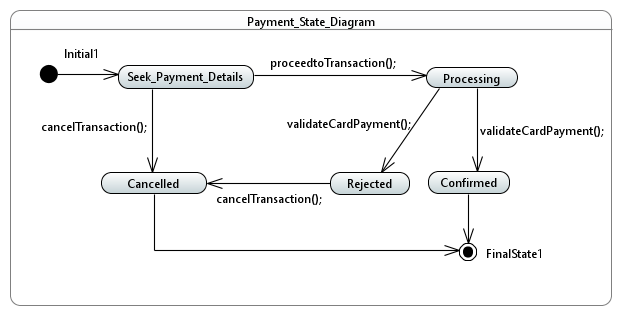 Payment_State_Diagram
Initial1
Seek_Payment_Details
proceedtoTransaction();
Processing
cancelTransaction();
validateCardPayment();
validateCardPayment();
Cancelled
Rejected
Confirmed
cancelTransaction();
FinalState1